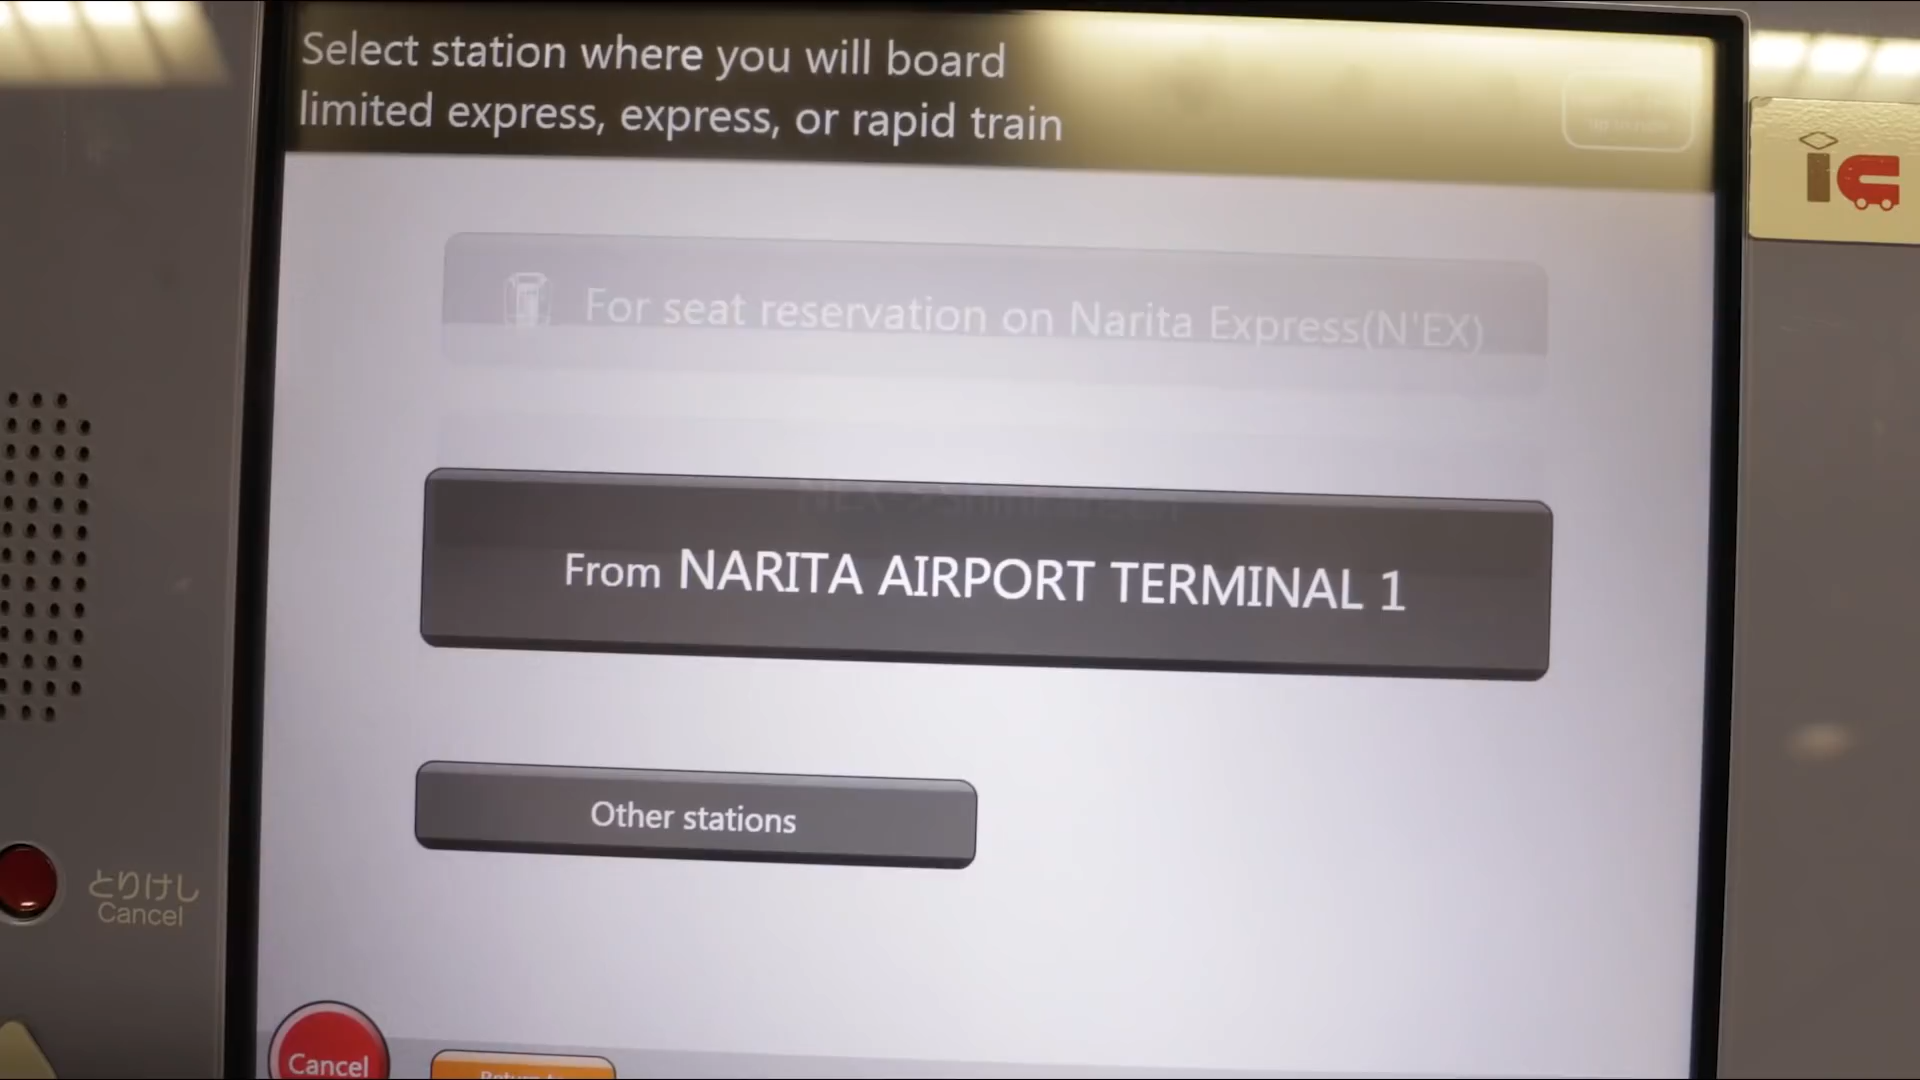 Select station where you will board
limited express, express, or rapid train
For seat reservation on Narita Express(N'EX)
From NARITA AIRPORT TERMINAL 1
Other stations
とりけし
Cancel
Cancel